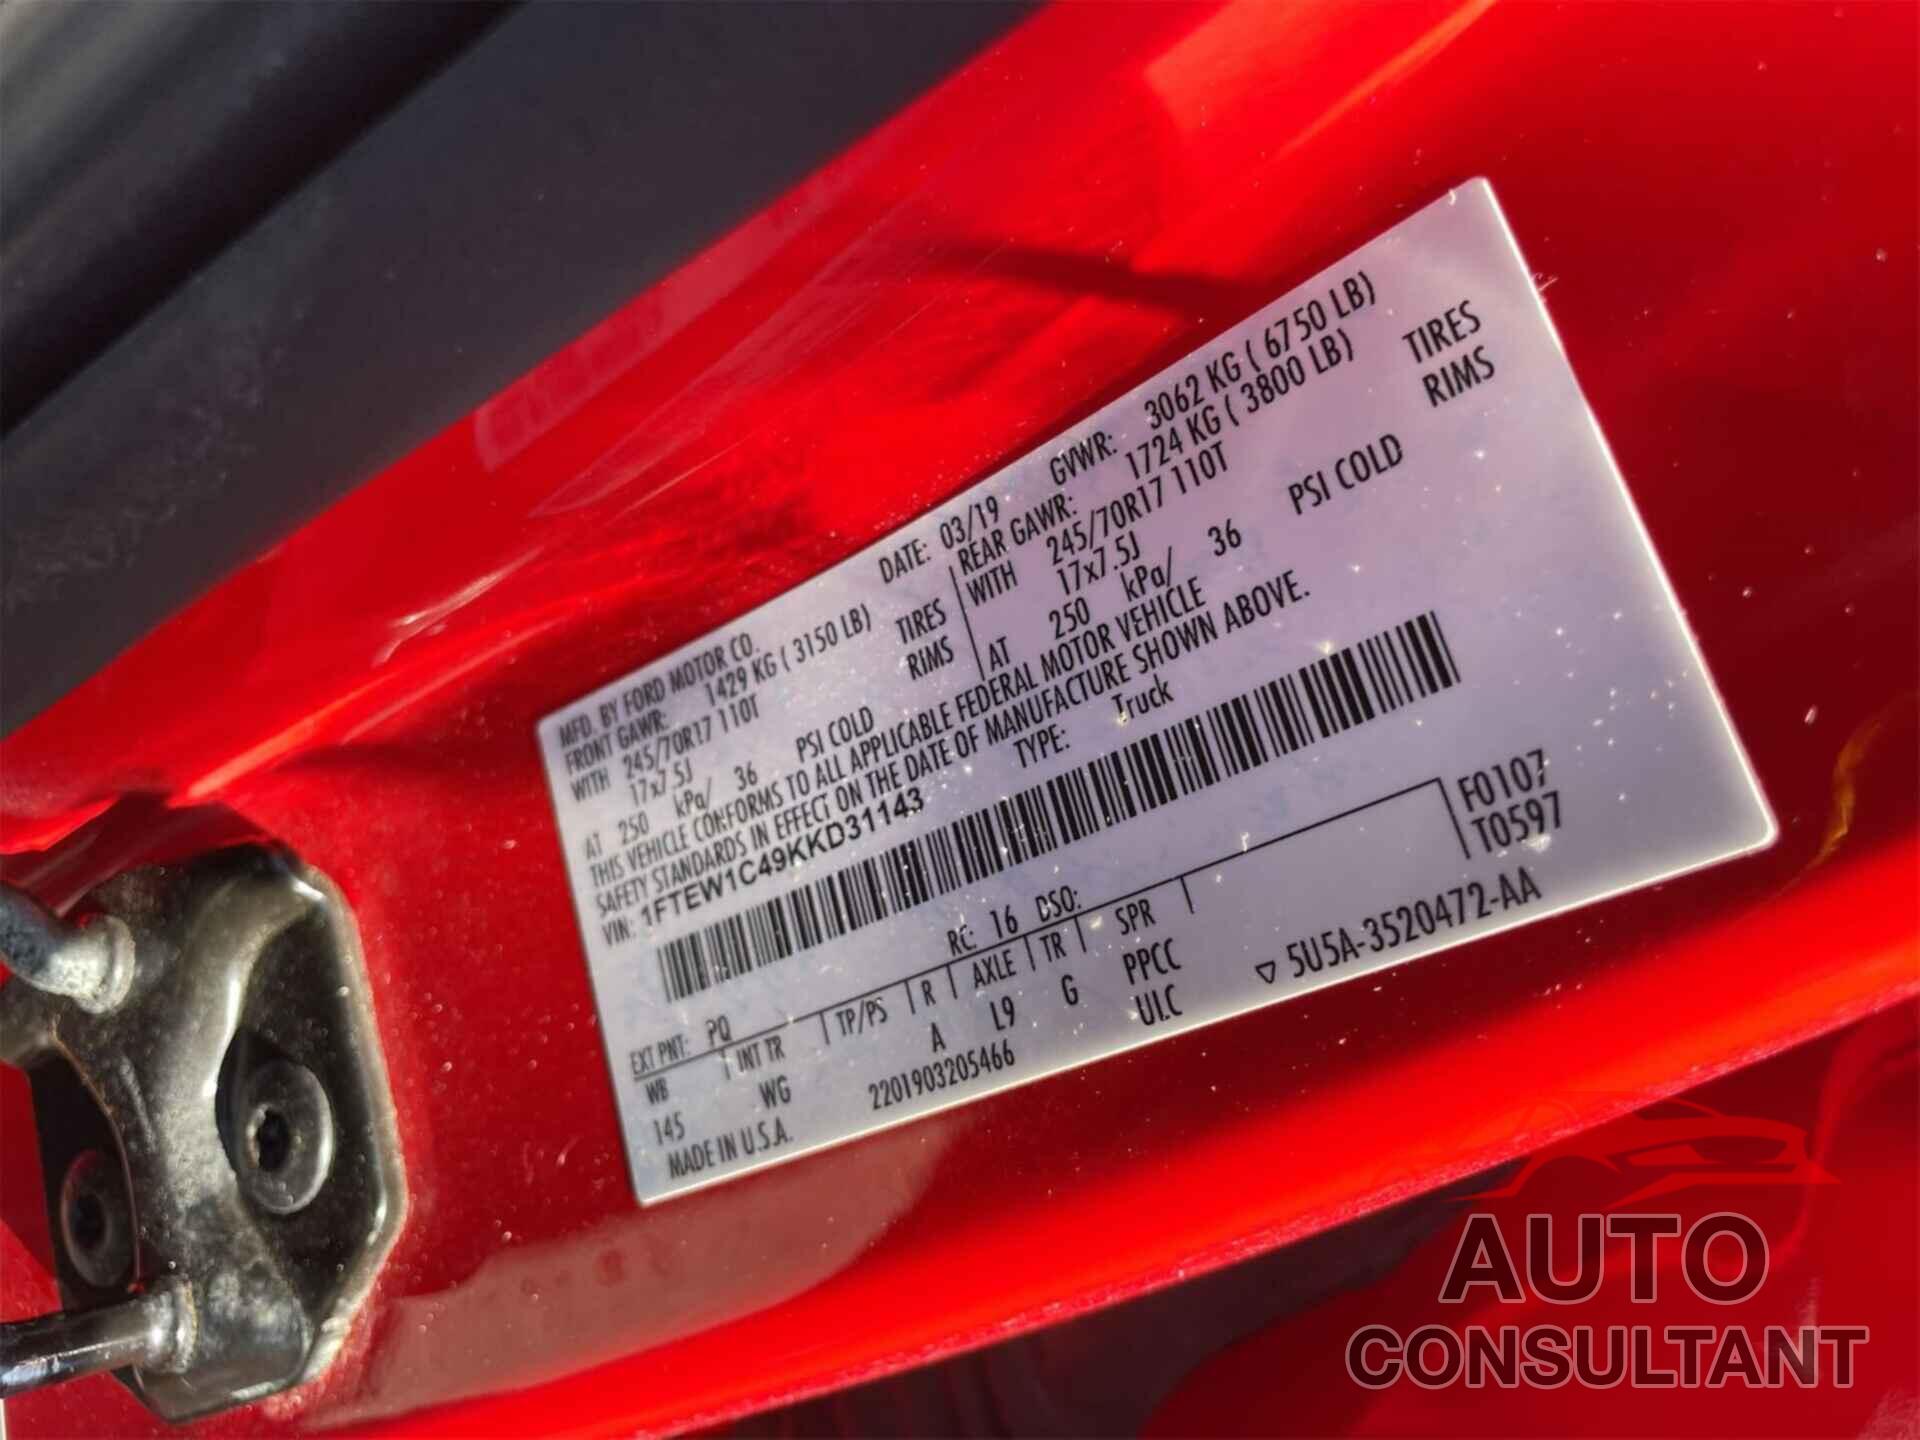 MFD. BY FORD MOTOR CO.
DATE: 03/19
GVWR: 3062 KG ( 6750 LB)
FRONT GAWR: 1429 KG ( 3150 LB)
REAR GAWR: 1724 KG ( 3800 LB)
WITH 245/70R17 110T TIRES
WITH 245/70R17 110T TIRES
17x7.5J RIMS
17x7.5J RIMS
AT 250 kPa/ 36 PSI COLD
AT 250 kPa/ 36 PSI COLD
THIS VEHICLE CONFORMS TO ALL APPLICABLE FEDERAL MOTOR VEHICLE
SAFETY STANDARDS IN EFFECT ON THE DATE OF MANUFACTURE SHOWN ABOVE.
VIN: 1FTEW1C49KKD31143
TYPE: Truck
F0107
T0597
EXT PNT: PQ RC: 16 DSO:
WB INT TR TP/PS R AXLE TR SPR
145 WG A L9 G PPCC
MADE IN U.S.A. 2201903205466 ULC
▽ 5U5A-3520472-AA
AUTO
CONSULTANT